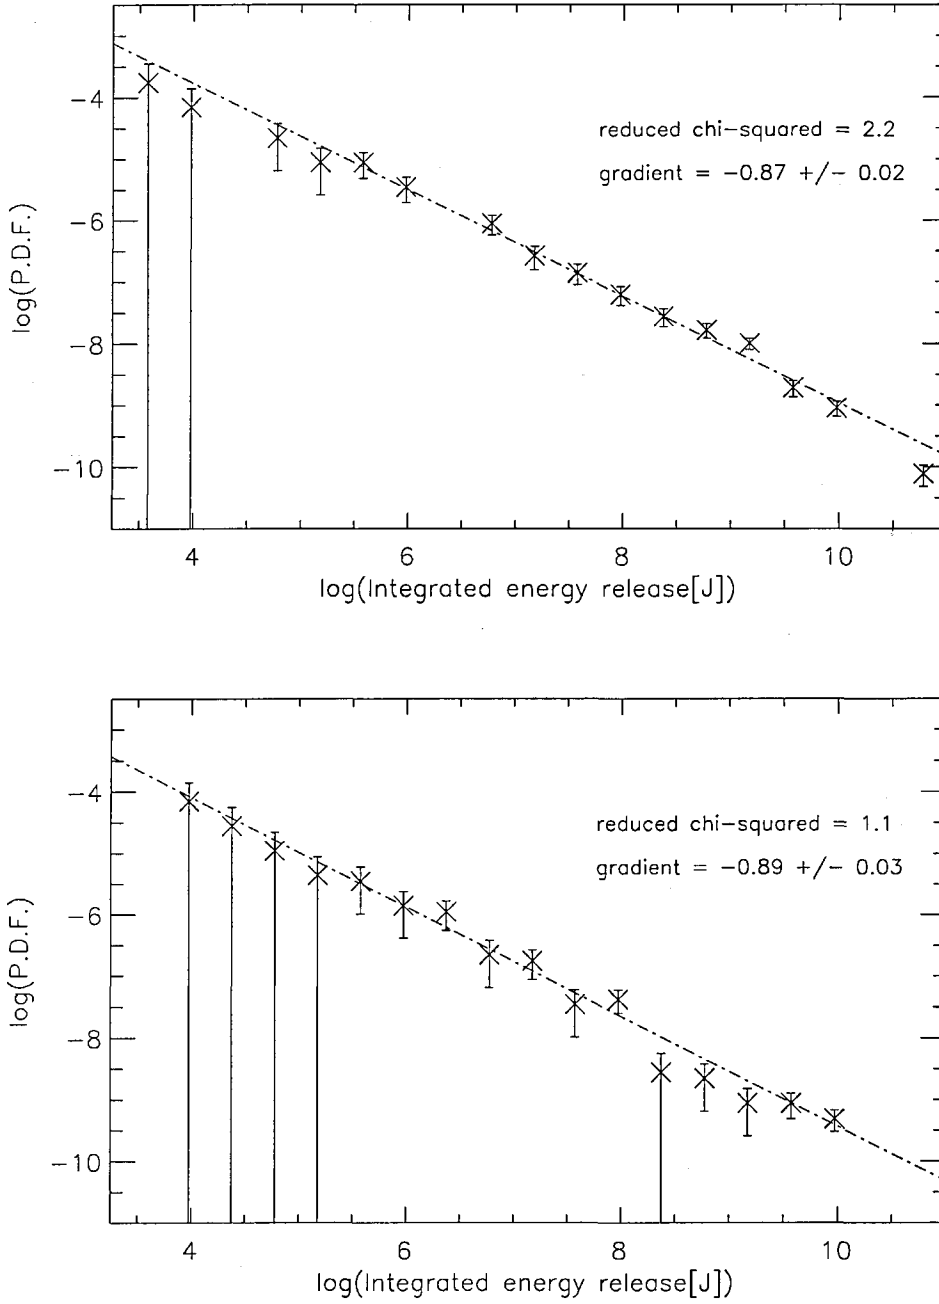 −4
−6
−8
−10
log(P.D.F.)
reduced chi−squared = 2.2
gradient = −0.87 +/− 0.02
4 6 8 10
log(Integrated energy release[J])
−4
−6
−8
−10
log(P.D.F.)
reduced chi−squared = 1.1
gradient = −0.89 +/− 0.03
4 6 8 10
log(Integrated energy release[J])